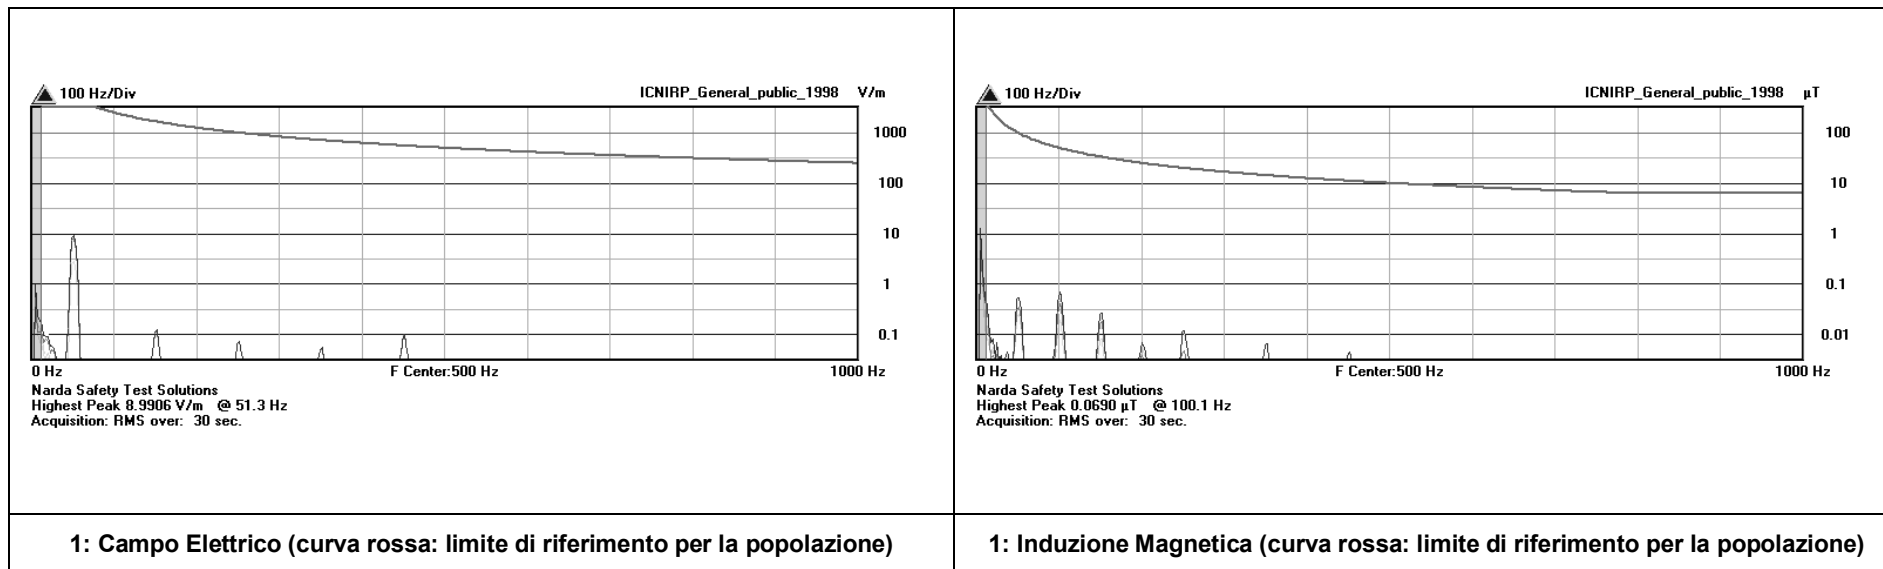 100 Hz/Div
ICNIRP_General_public_1998 V/m
1000
100
10
1
0.1
0 Hz
F Center:500 Hz
1000 Hz
Narda Safety Test Solutions
Highest Peak 8.9906 V/m @ 51.3 Hz
Acquisition: RMS over: 30 sec.
1: Campo Elettrico (curva rossa: limite di riferimento per la popolazione)
100 Hz/Div
ICNIRP_General_public_1998 µT
100
10
1
0.1
0.01
0 Hz
F Center:500 Hz
1000 Hz
Narda Safety Test Solutions
Highest Peak 0.0690 µT @ 100.1 Hz
Acquisition: RMS over: 30 sec.
1: Induzione Magnetica (curva rossa: limite di riferimento per la popolazione)